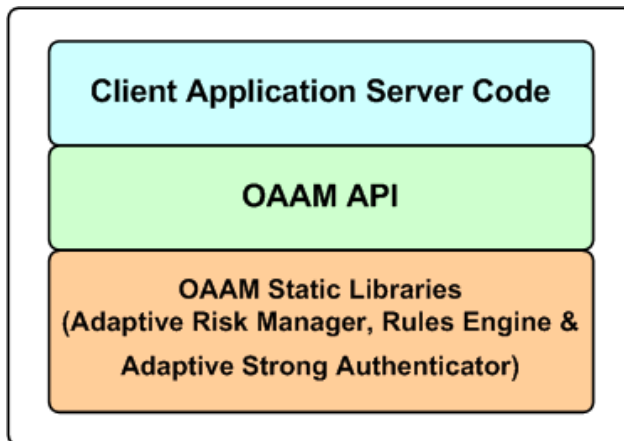 Client Application Server Code
OAAM API
OAAM Static Libraries
(Adaptive Risk Manager, Rules Engine &
Adaptive Strong Authenticator)